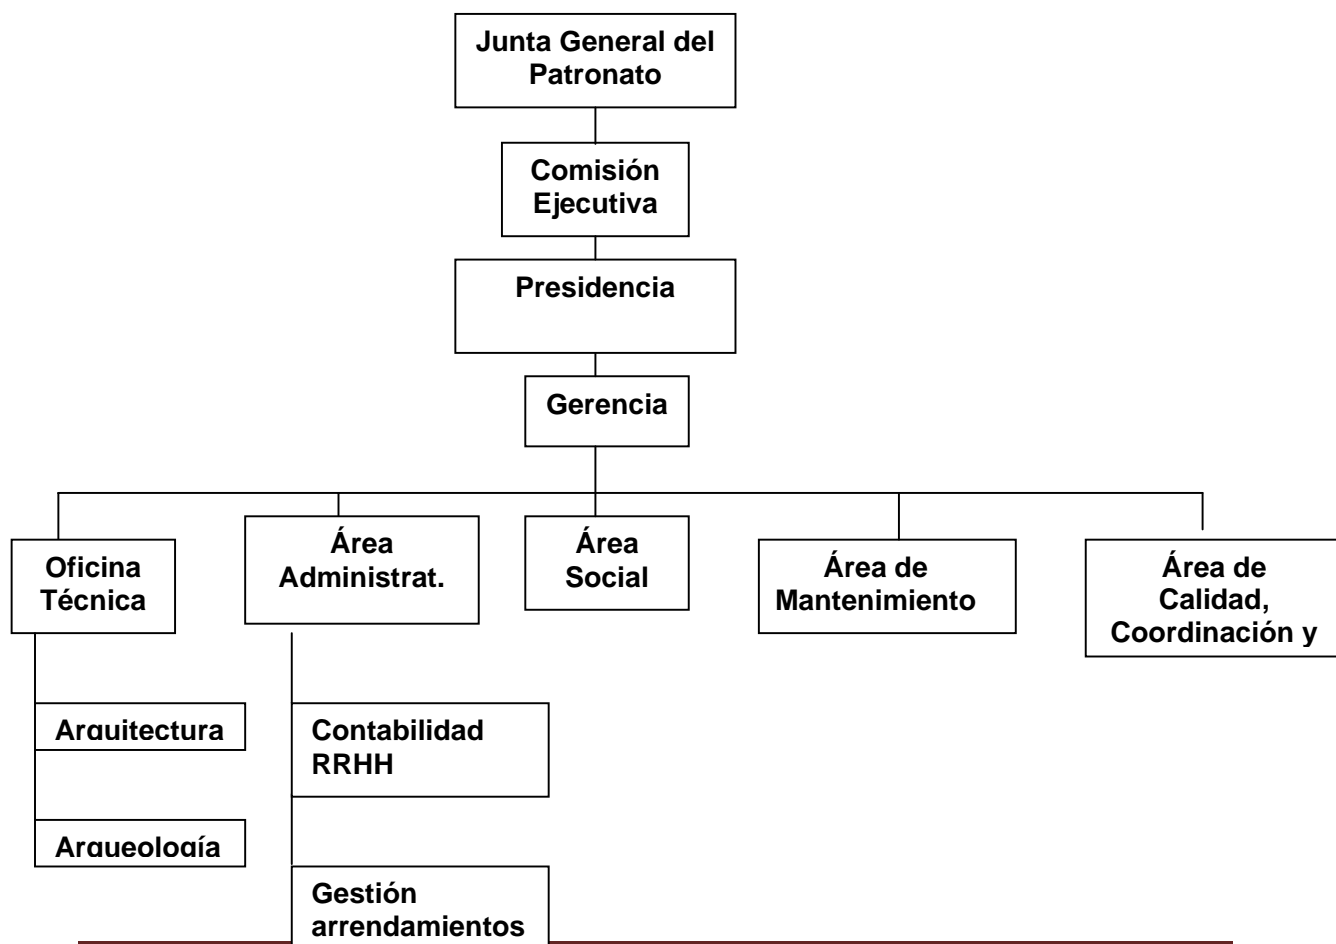 Junta General del
Patronato
Comisión
Ejecutiva
Presidencia
Gerencia
Oficina
Técnica
Área
Administrat.
Área
Social
Área de
Mantenimiento
Área de
Calidad,
Coordinación y
Arquitectura
Contabilidad
RRHH
Arqueología
Gestión
arrendamientos